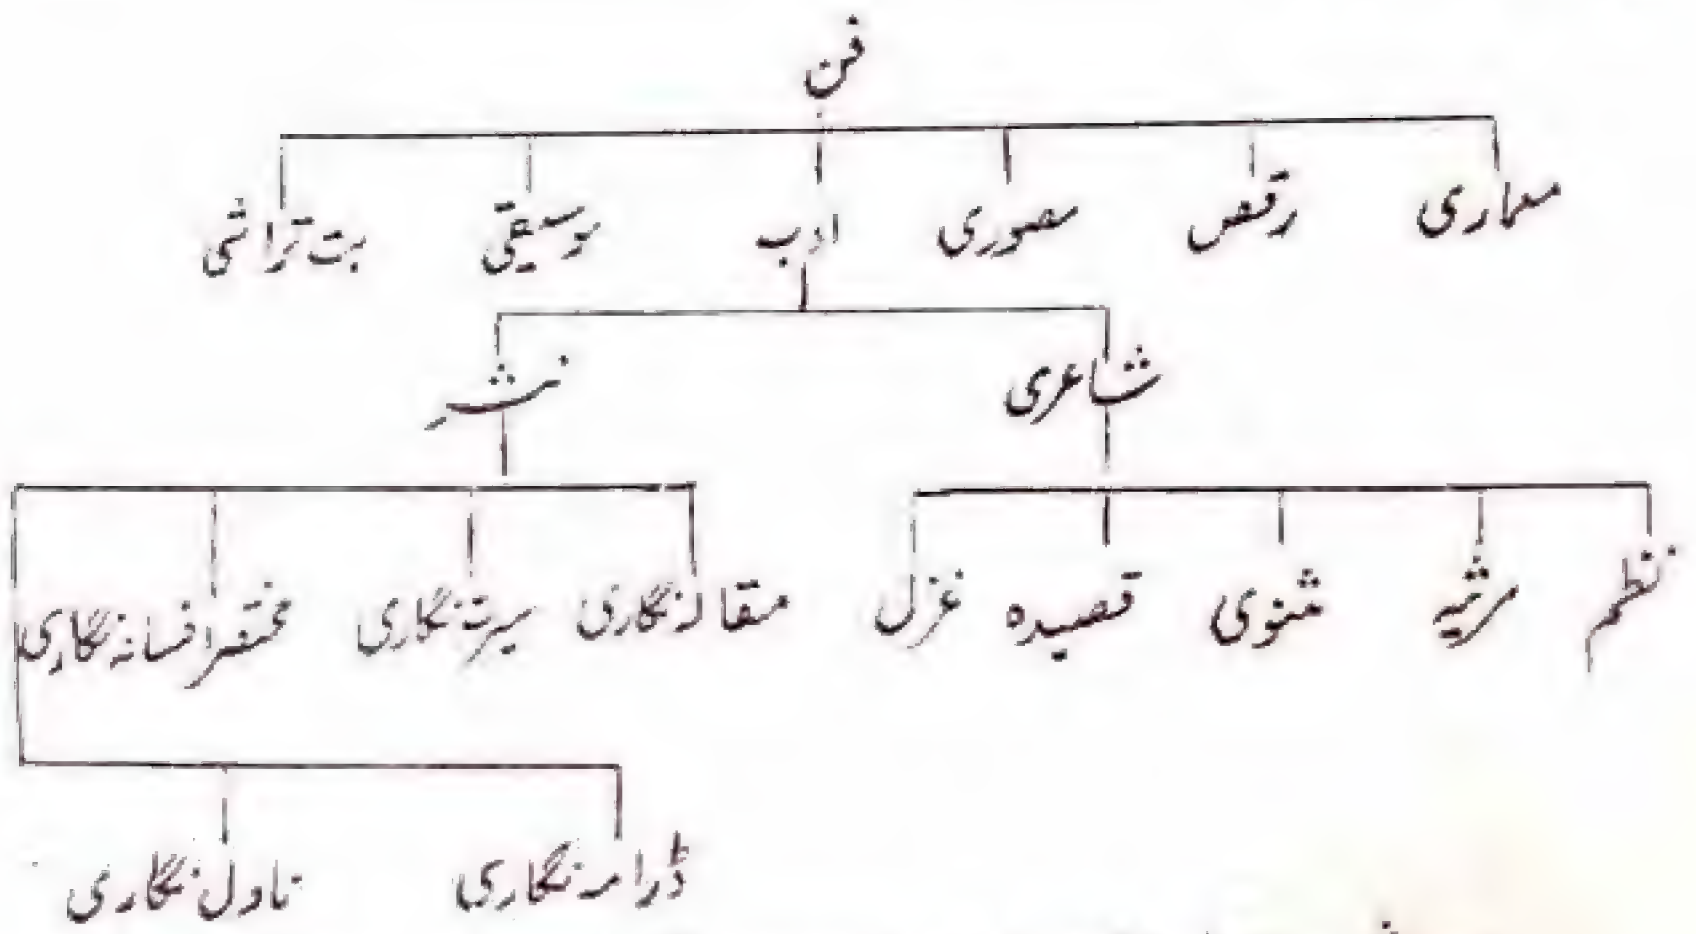 فن
معماری رقص مصوری ادب موسیقی بت تراشی
شاعری نثر
نظم مرثیہ مثنوی قصیدہ غزل مقالہ نگاری سیرت نگاری مختصر افسانہ نگاری
ڈرامہ نگاری ناول نگاری